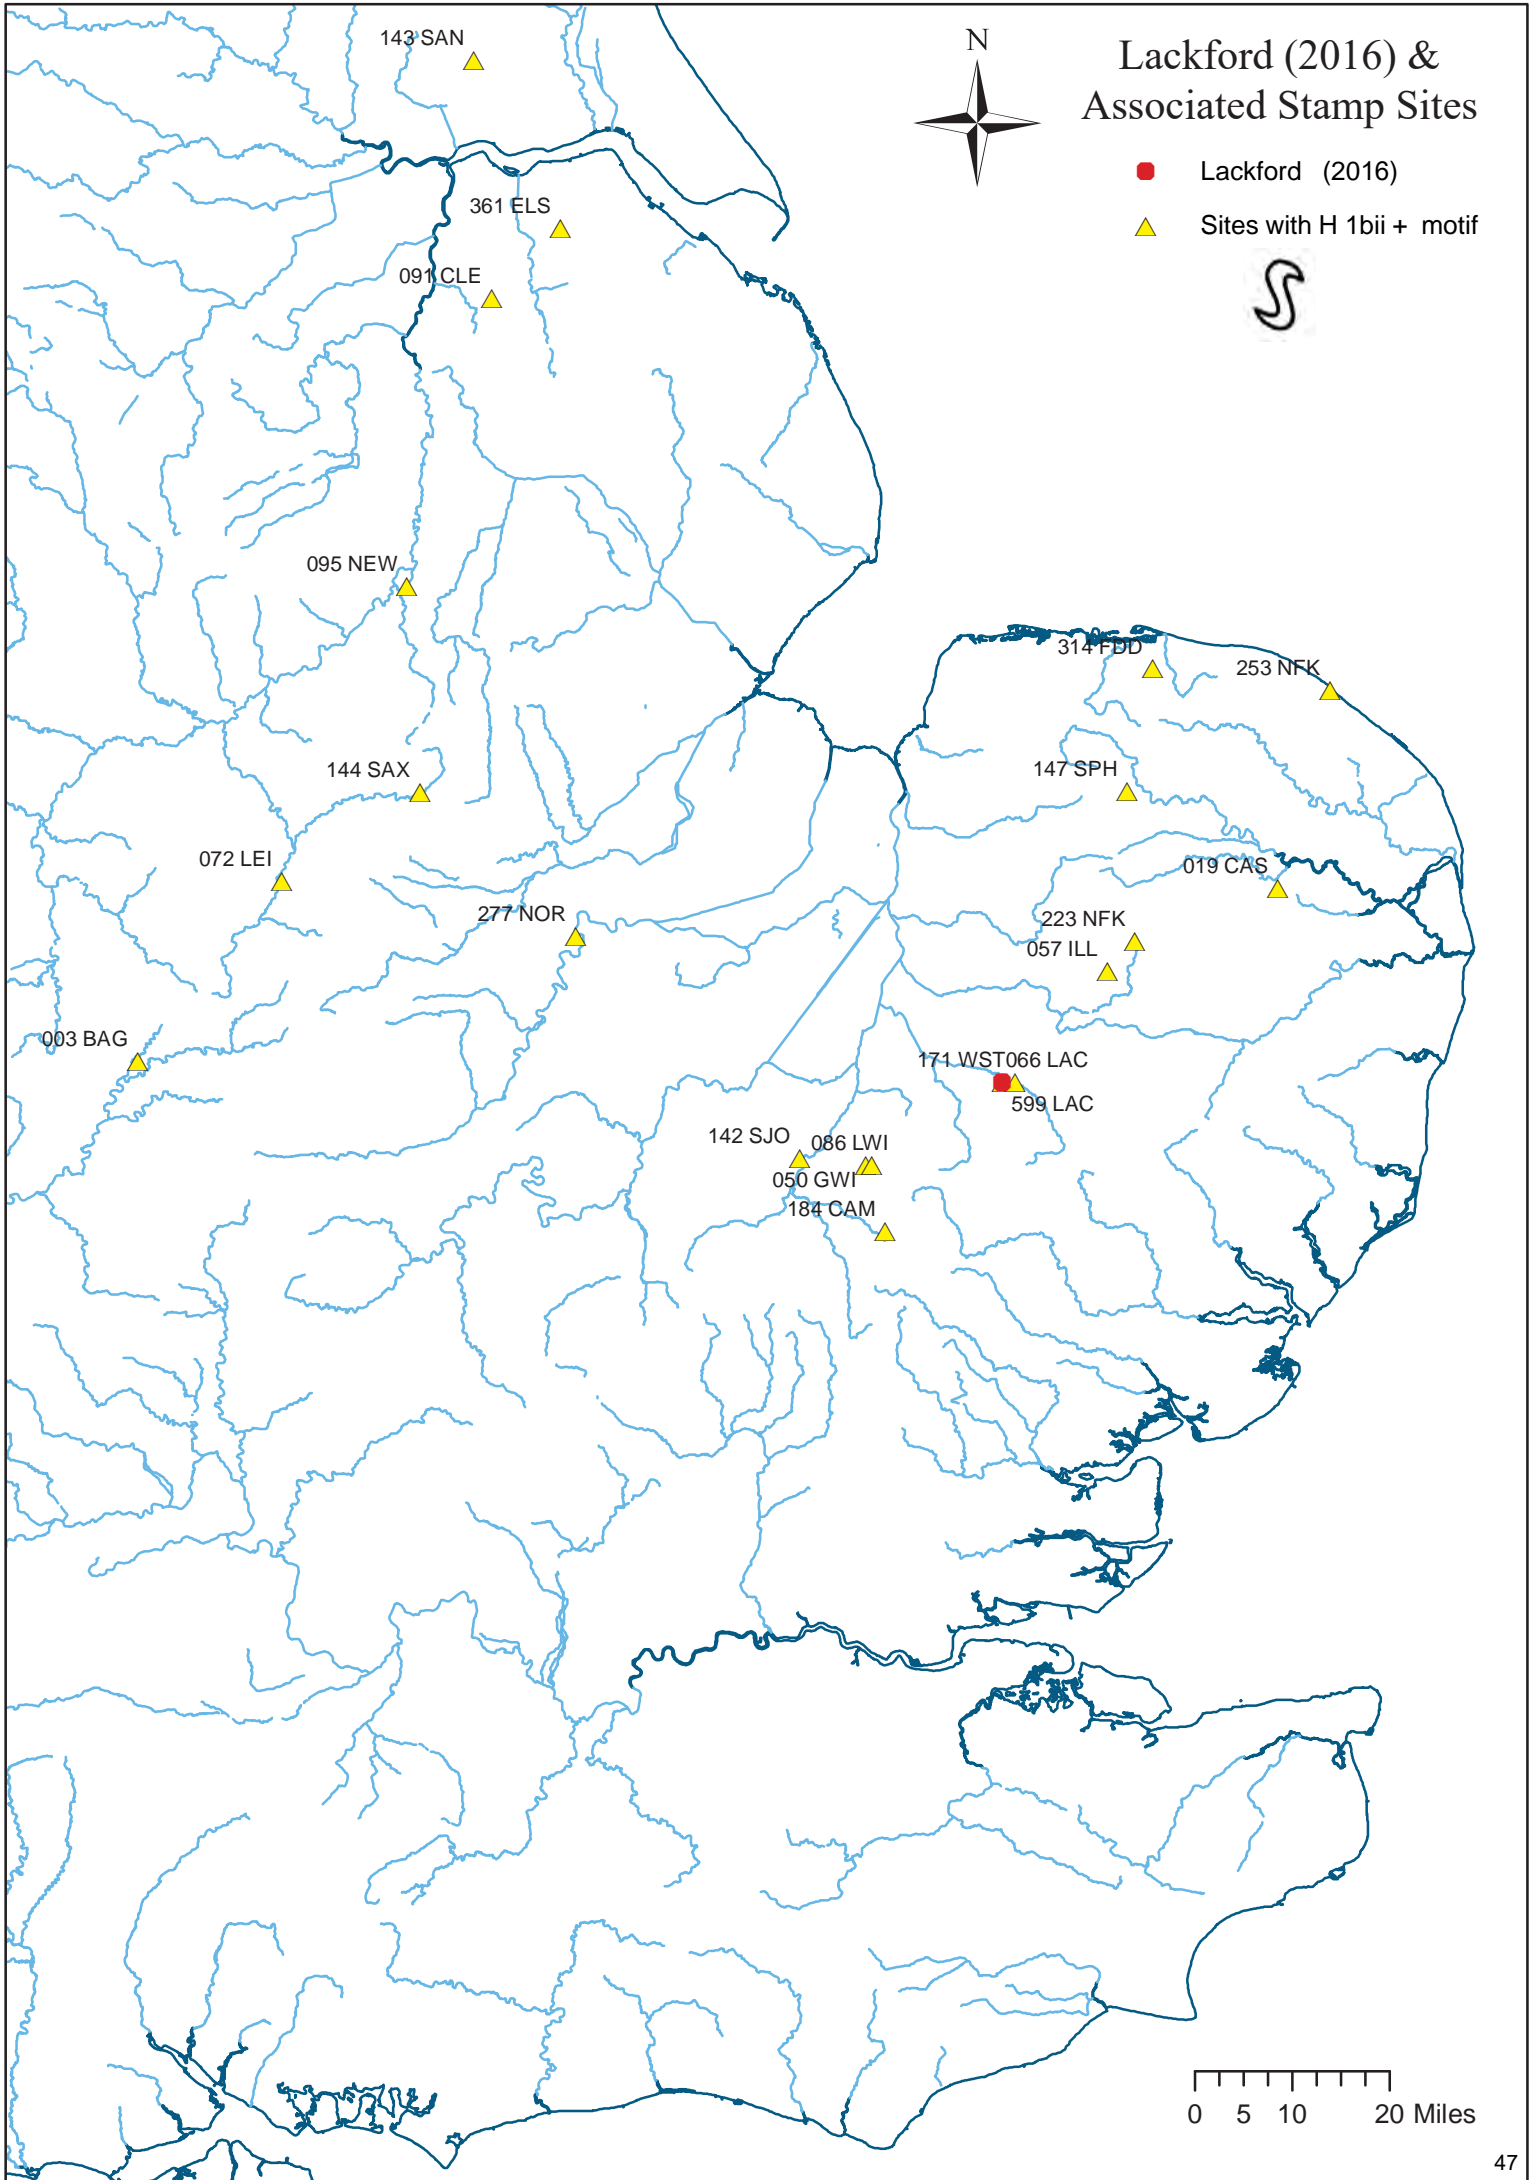 143 SAN
N
Lackford (2016) &
Associated Stamp Sites
Lackford (2016)
Sites with H 1bii + motif
361 ELS
091 CLE
095 NEW
314 FDD
253 NFK
144 SAX
147 SPH
072 LEI
019 CAS
277 NOR
223 NFK
057 ILL
003 BAG
171 WST066 LAC
599 LAC
142 SJO
086 LWI
050 GWI
184 CAM
0 5 10 20 Miles
47